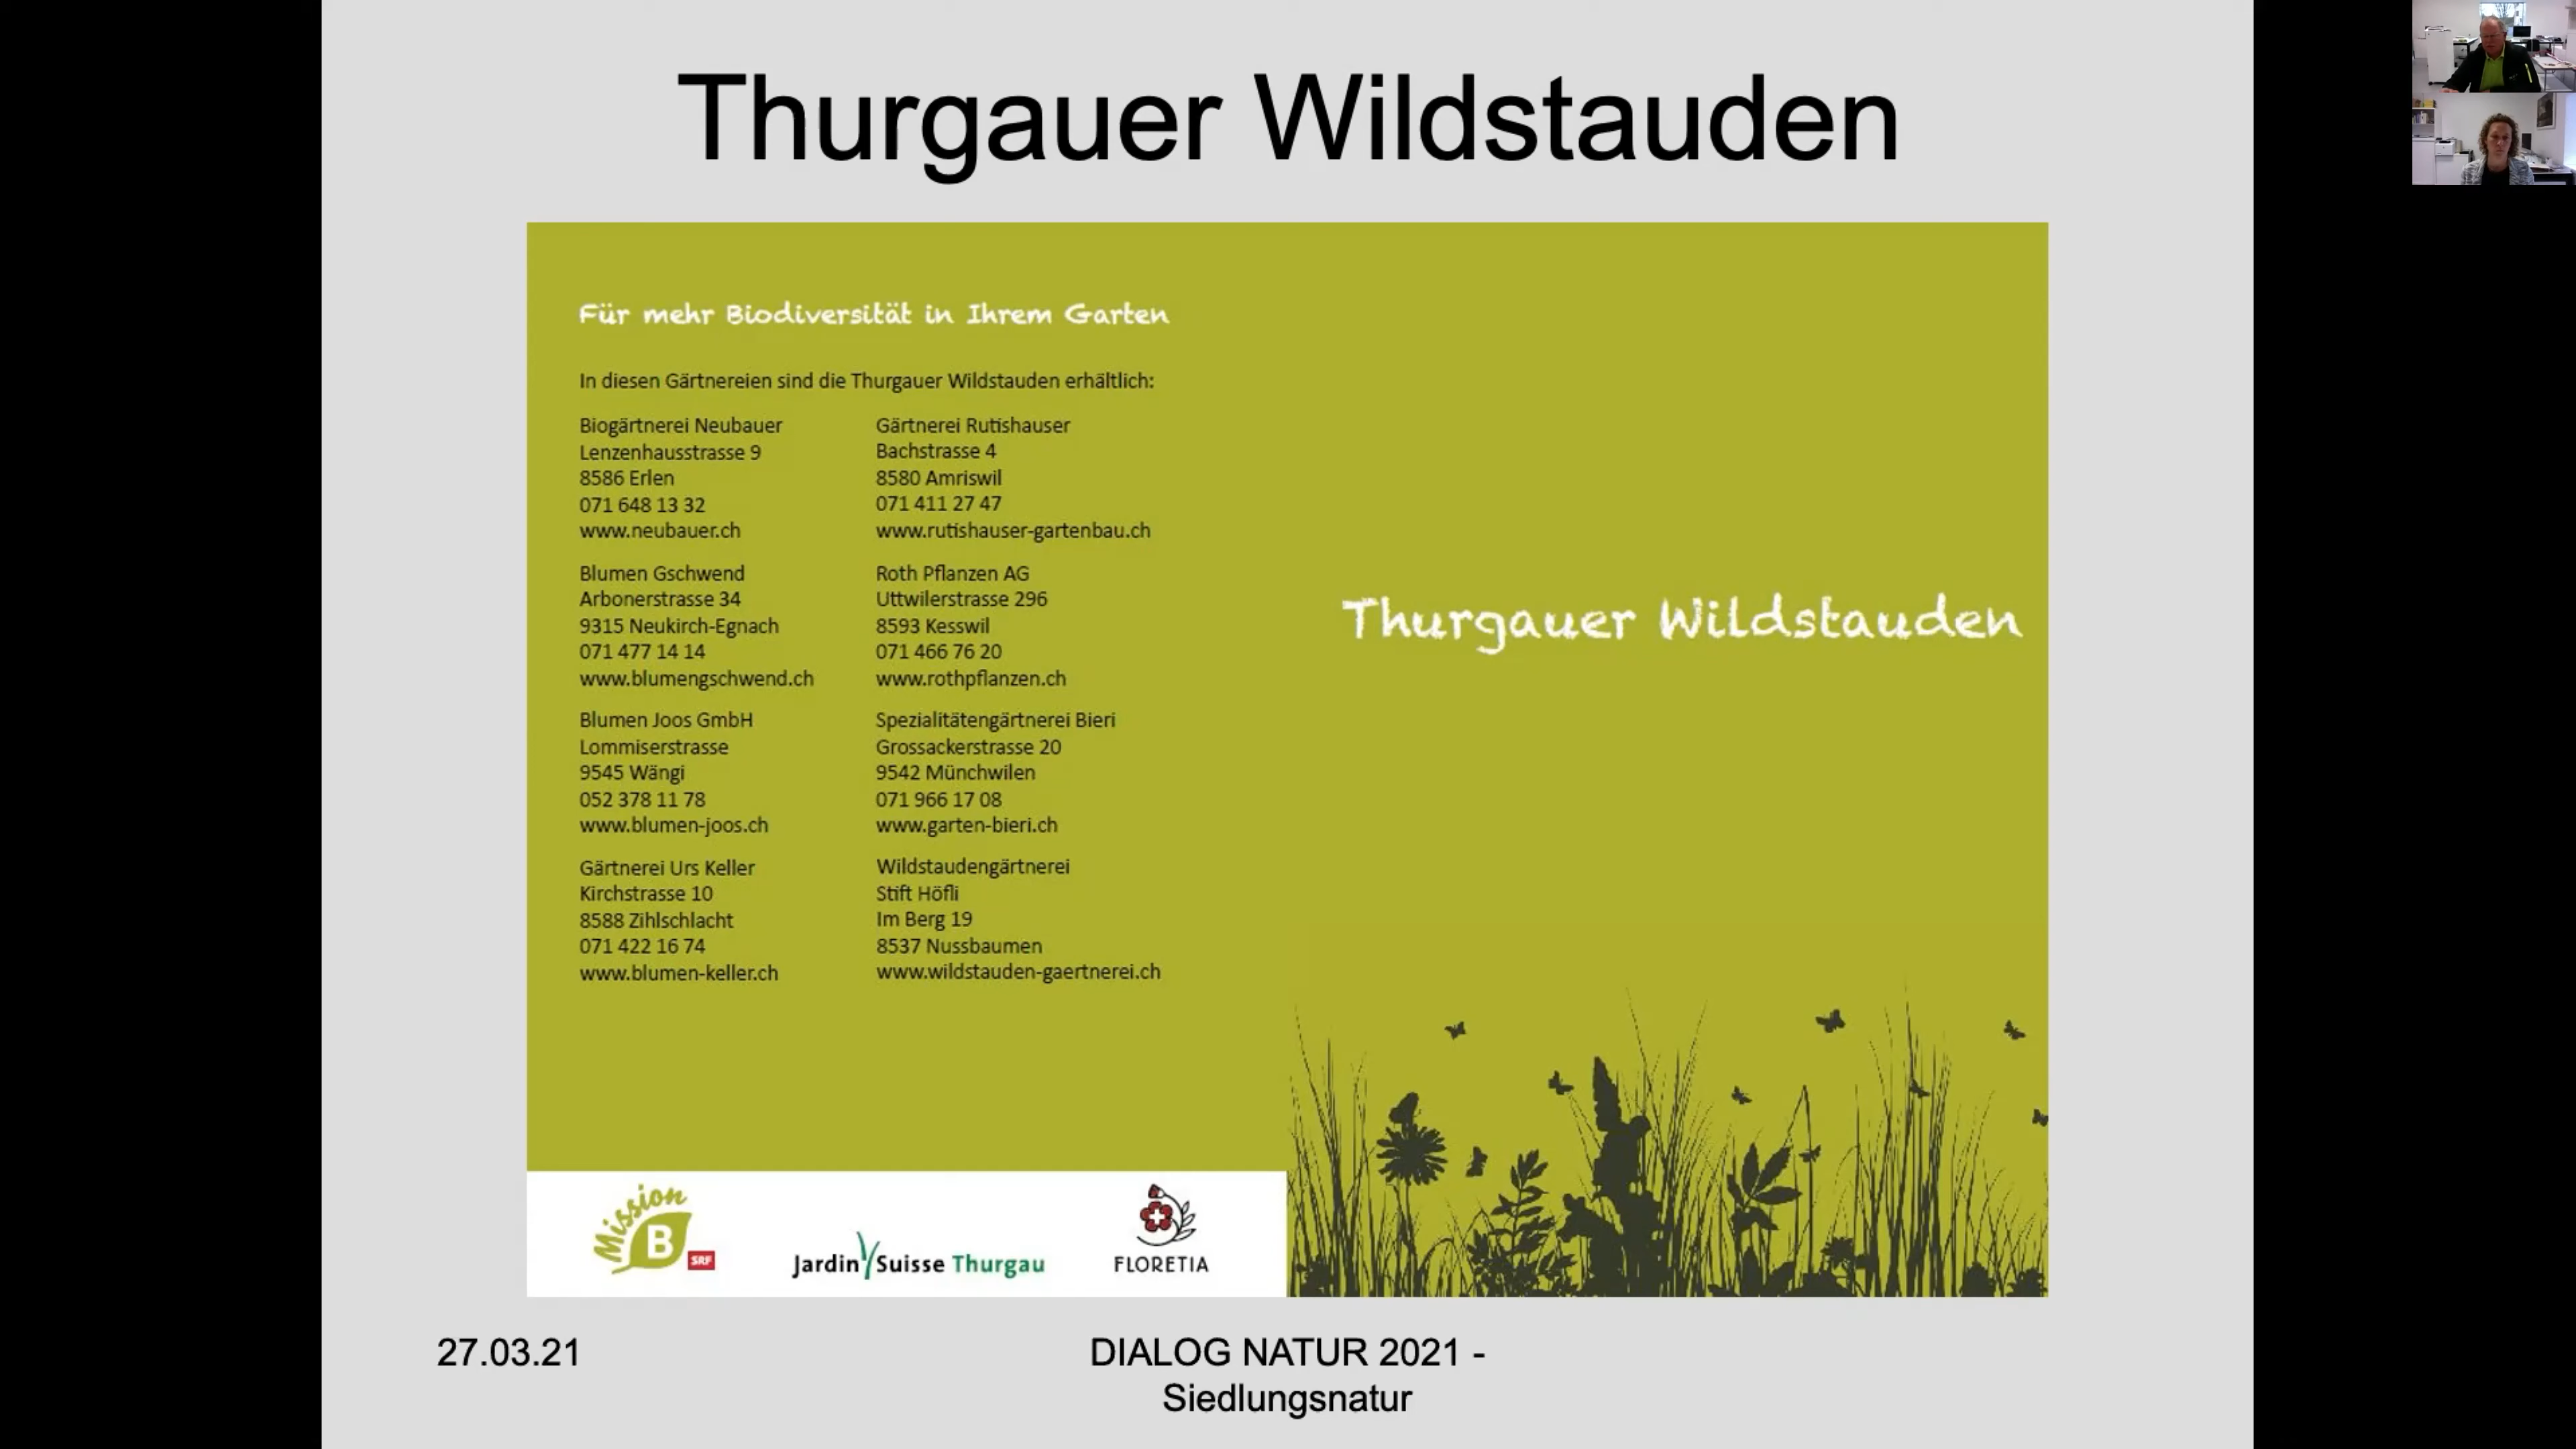 Thurgauer Wildstauden
Für mehr Biodiversität in Ihrem Garten
In diesen Gärtnereien sind die Thurgauer Wildstauden erhältlich:
Biogärtnerei Neubauer
Lenzenhausstrasse 9
8586 Erlen
071 648 13 32
www.neubauer.ch
Blumen Gschwend
Arbonerstrasse 34
9315 Neukirch-Egnach
071 477 14 14
www.blumengschwend.ch
Blumen Joos GmbH
Lommiserstrasse
9545 Wängi
052 378 11 78
www.blumen-joos.ch
Gärtnerei Urs Keller
Kirchstrasse 10
8588 Zihlschlacht
071 422 16 74
www.blumen-keller.ch
Gärtnerei Rutishauser
Bachstrasse 4
8580 Amriswil
071 411 27 47
www.rutishauser-gartenbau.ch
Roth Pflanzen AG
Uttwilerstrasse 296
8593 Kesswil
071 466 76 20
www.rothpflanzen.ch
Spezialitätengärtnerei Bieri
Grossackerstrasse 20
9542 Münchwilen
071 966 17 08
www.garten-bieri.ch
Wildstaudengärtnerei
Stift Höfli
Im Berg 19
8537 Nussbaumen
www.wildstauden-gaertnerei.ch
Thurgauer Wildstauden
Mission
B
SRF
JardinSuisse Thurgau
FLORETIA
27.03.21
DIALOG NATUR 2021 -
Siedlungsnatur